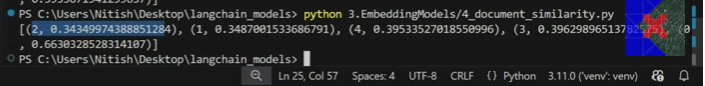 PS C:\Users\Nitish\Desktop\langchain_models> python 3.EmbeddingModels/4_document_similarity.py
[(2, 0.34349974388851284), (1, 0.3487001533686791), (4, 0.39533527018550996), (3, (0
, 0.6630328528314107)]
PS C:\Users\Nitish\Desktop\langchain_models>
Ln 25, Col 57 Spaces: 4 UTF-8 CRLF {} Python 3.11.0 ('venv': venv)